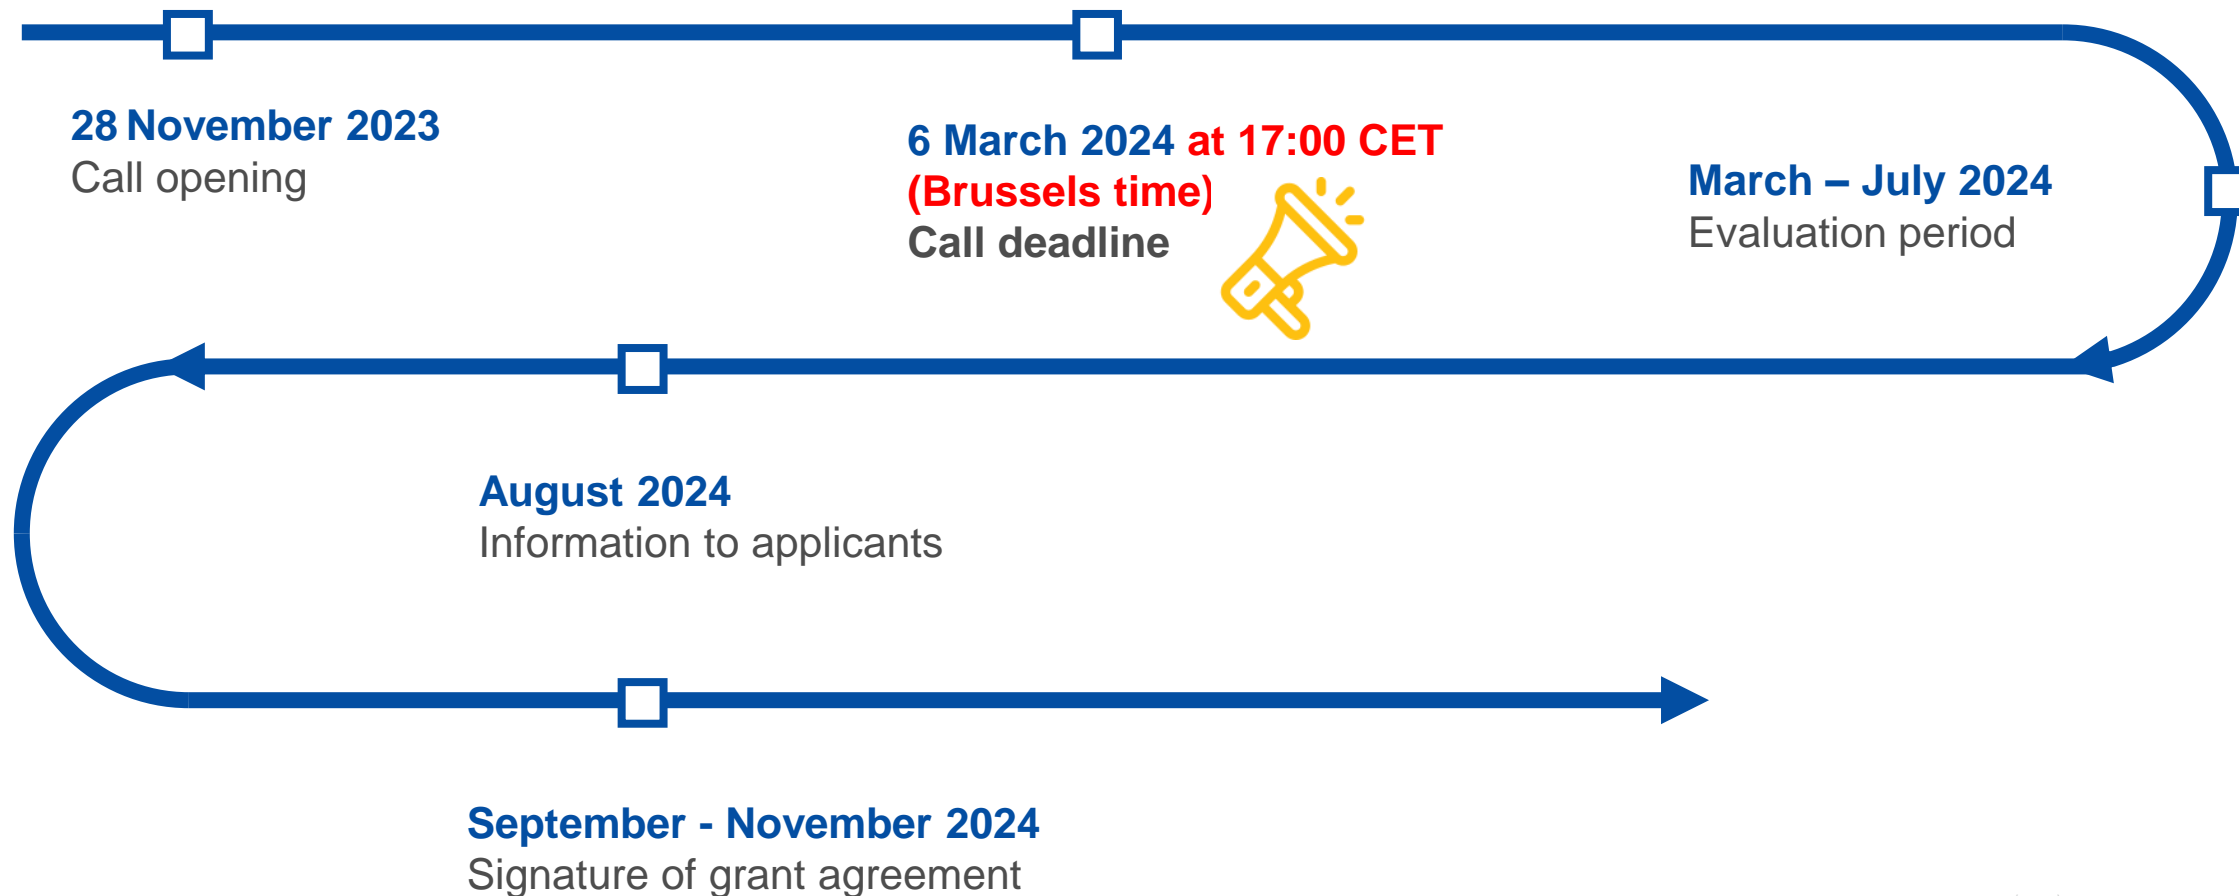 28 November 2023
Call opening
6 March 2024 at 17:00 CET
(Brussels time)
Call deadline
March – July 2024
Evaluation period
August 2024
Information to applicants
September - November 2024
Signature of grant agreement